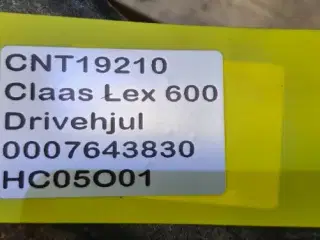 CNT19210
Claas Lex 600
Drivehjul
0007643830
HC05O01